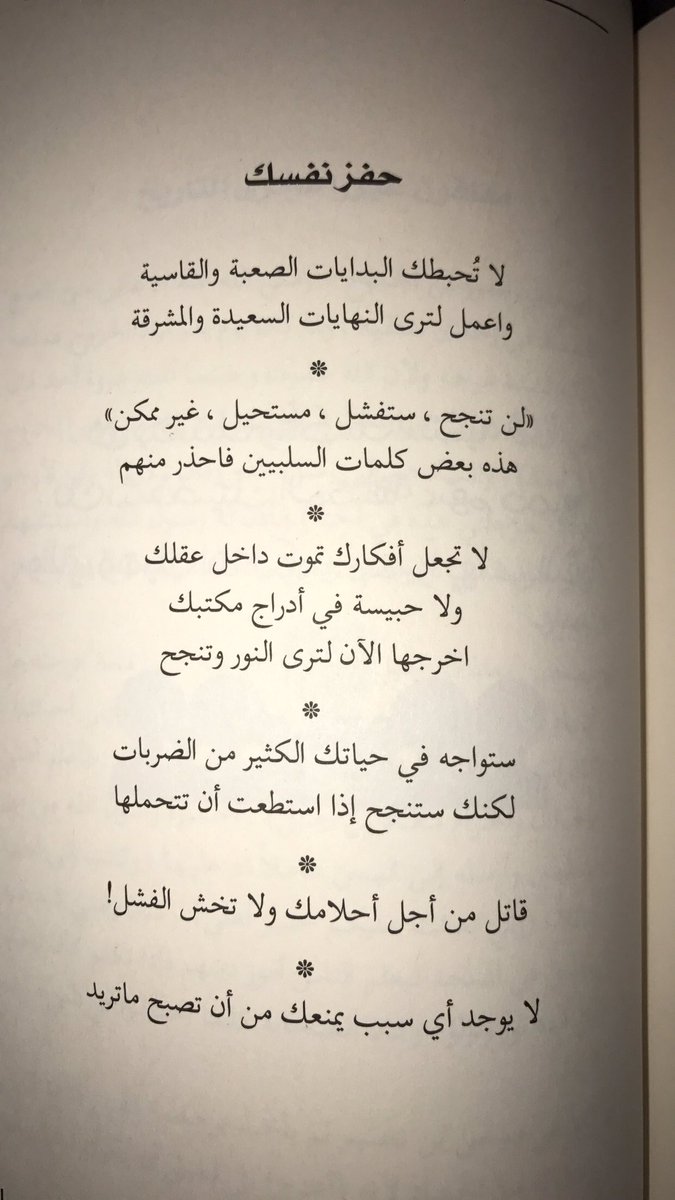 حفز نفسك
لا تُحبطك البدايات الصعبة والقاسية
واعمل لترى النهايات السعيدة والمشرقة
«لن تنجح ، ستفشل ، مستحيل ، غير ممكن»
هذه بعض كلمات السلبيين فاحذر منهم
لا تجعل أفكارك تموت داخل عقلك
ولا حبيسة في أدراج مكتبك
اخرجها الآن لترى النور وتنجح
ستواجه في حياتك الكثير من الضربات
لكنك ستنجح إذا استطعت أن تتحملها
قاتل من أجل أحلامك ولا تخش الفشل!
لا يوجد أي سبب يمنعك من أن تصبح ماتريد